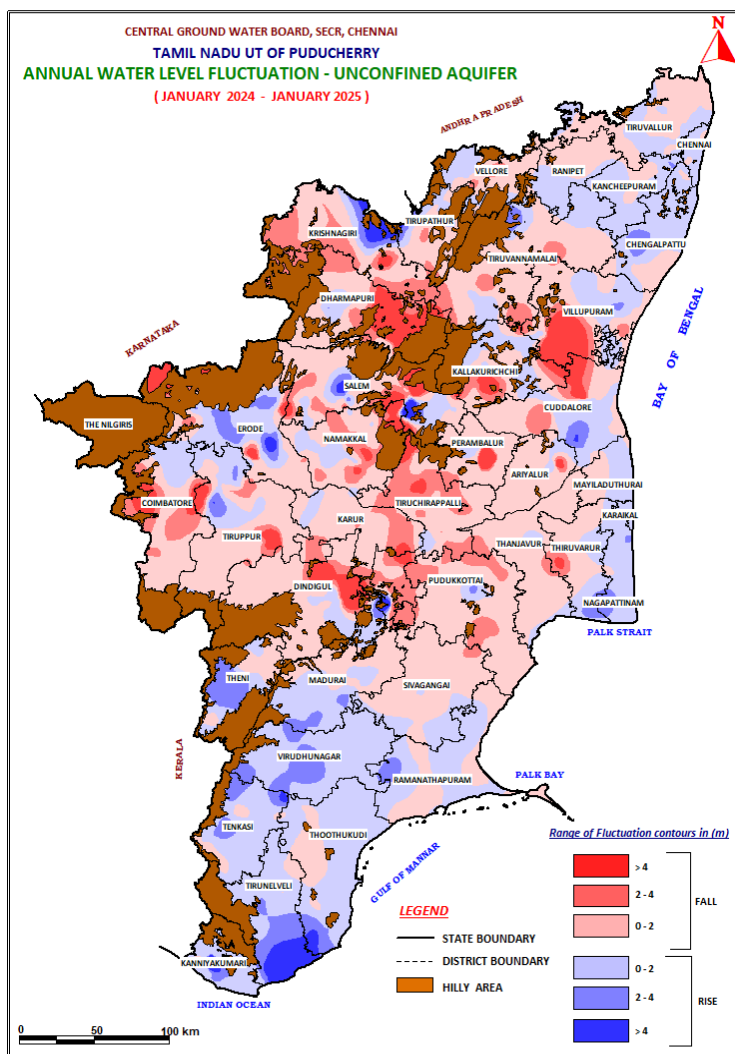 CENTRAL GROUND WATER BOARD, SECR, CHENNAI
TAMIL NADU UT OF PUDUCHERRY
ANNUAL WATER LEVEL FLUCTUATION - UNCONFINED AQUIFER
( JANUARY 2024 - JANUARY 2025 )
N
ANDHRA PRADESH
TIRUVALLUR
CHENNAI
VELLORE
RANIPET
KANCHEEPURAM
TIRUPATHUR
KRISHNAGIRI
CHENGALPATTU
TIRUVANNAMALAI
DHARMAPURI
VILLUPURAM
KARNATAKA
BAY OF BENGAL
KALLAKURICHCHI
SALEM
CUDDALORE
THE NILGIRIS
ERODE
NAMAKKAL
PERAMBALUR
ARIYALUR
MAYILADUTHURAI
COIMBATORE
TIRUCHIRAPPALLI
KARAIKAL
KARUR
TIRUPPUR
THANJAVUR
THIRUVARUR
DINDIGUL
PUDUKKOTTAI
NAGAPATTINAM
PALK STRAIT
THENI
MADURAI
SIVAGANGAI
KERALA
VIRUDHUNAGAR
RAMANATHAPURAM
PALK BAY
TENKASI
THOOTHUKUDI
GULF OF MANNAR
TIRUNELVELI
KANNIYAKUMARI
INDIAN OCEAN
Range of Fluctuation contours in (m)
> 4
2 - 4
0 - 2
FALL
0 - 2
2 - 4
> 4
RISE
LEGEND
STATE BOUNDARY
DISTRICT BOUNDARY
HILLY AREA
0 50 100 km